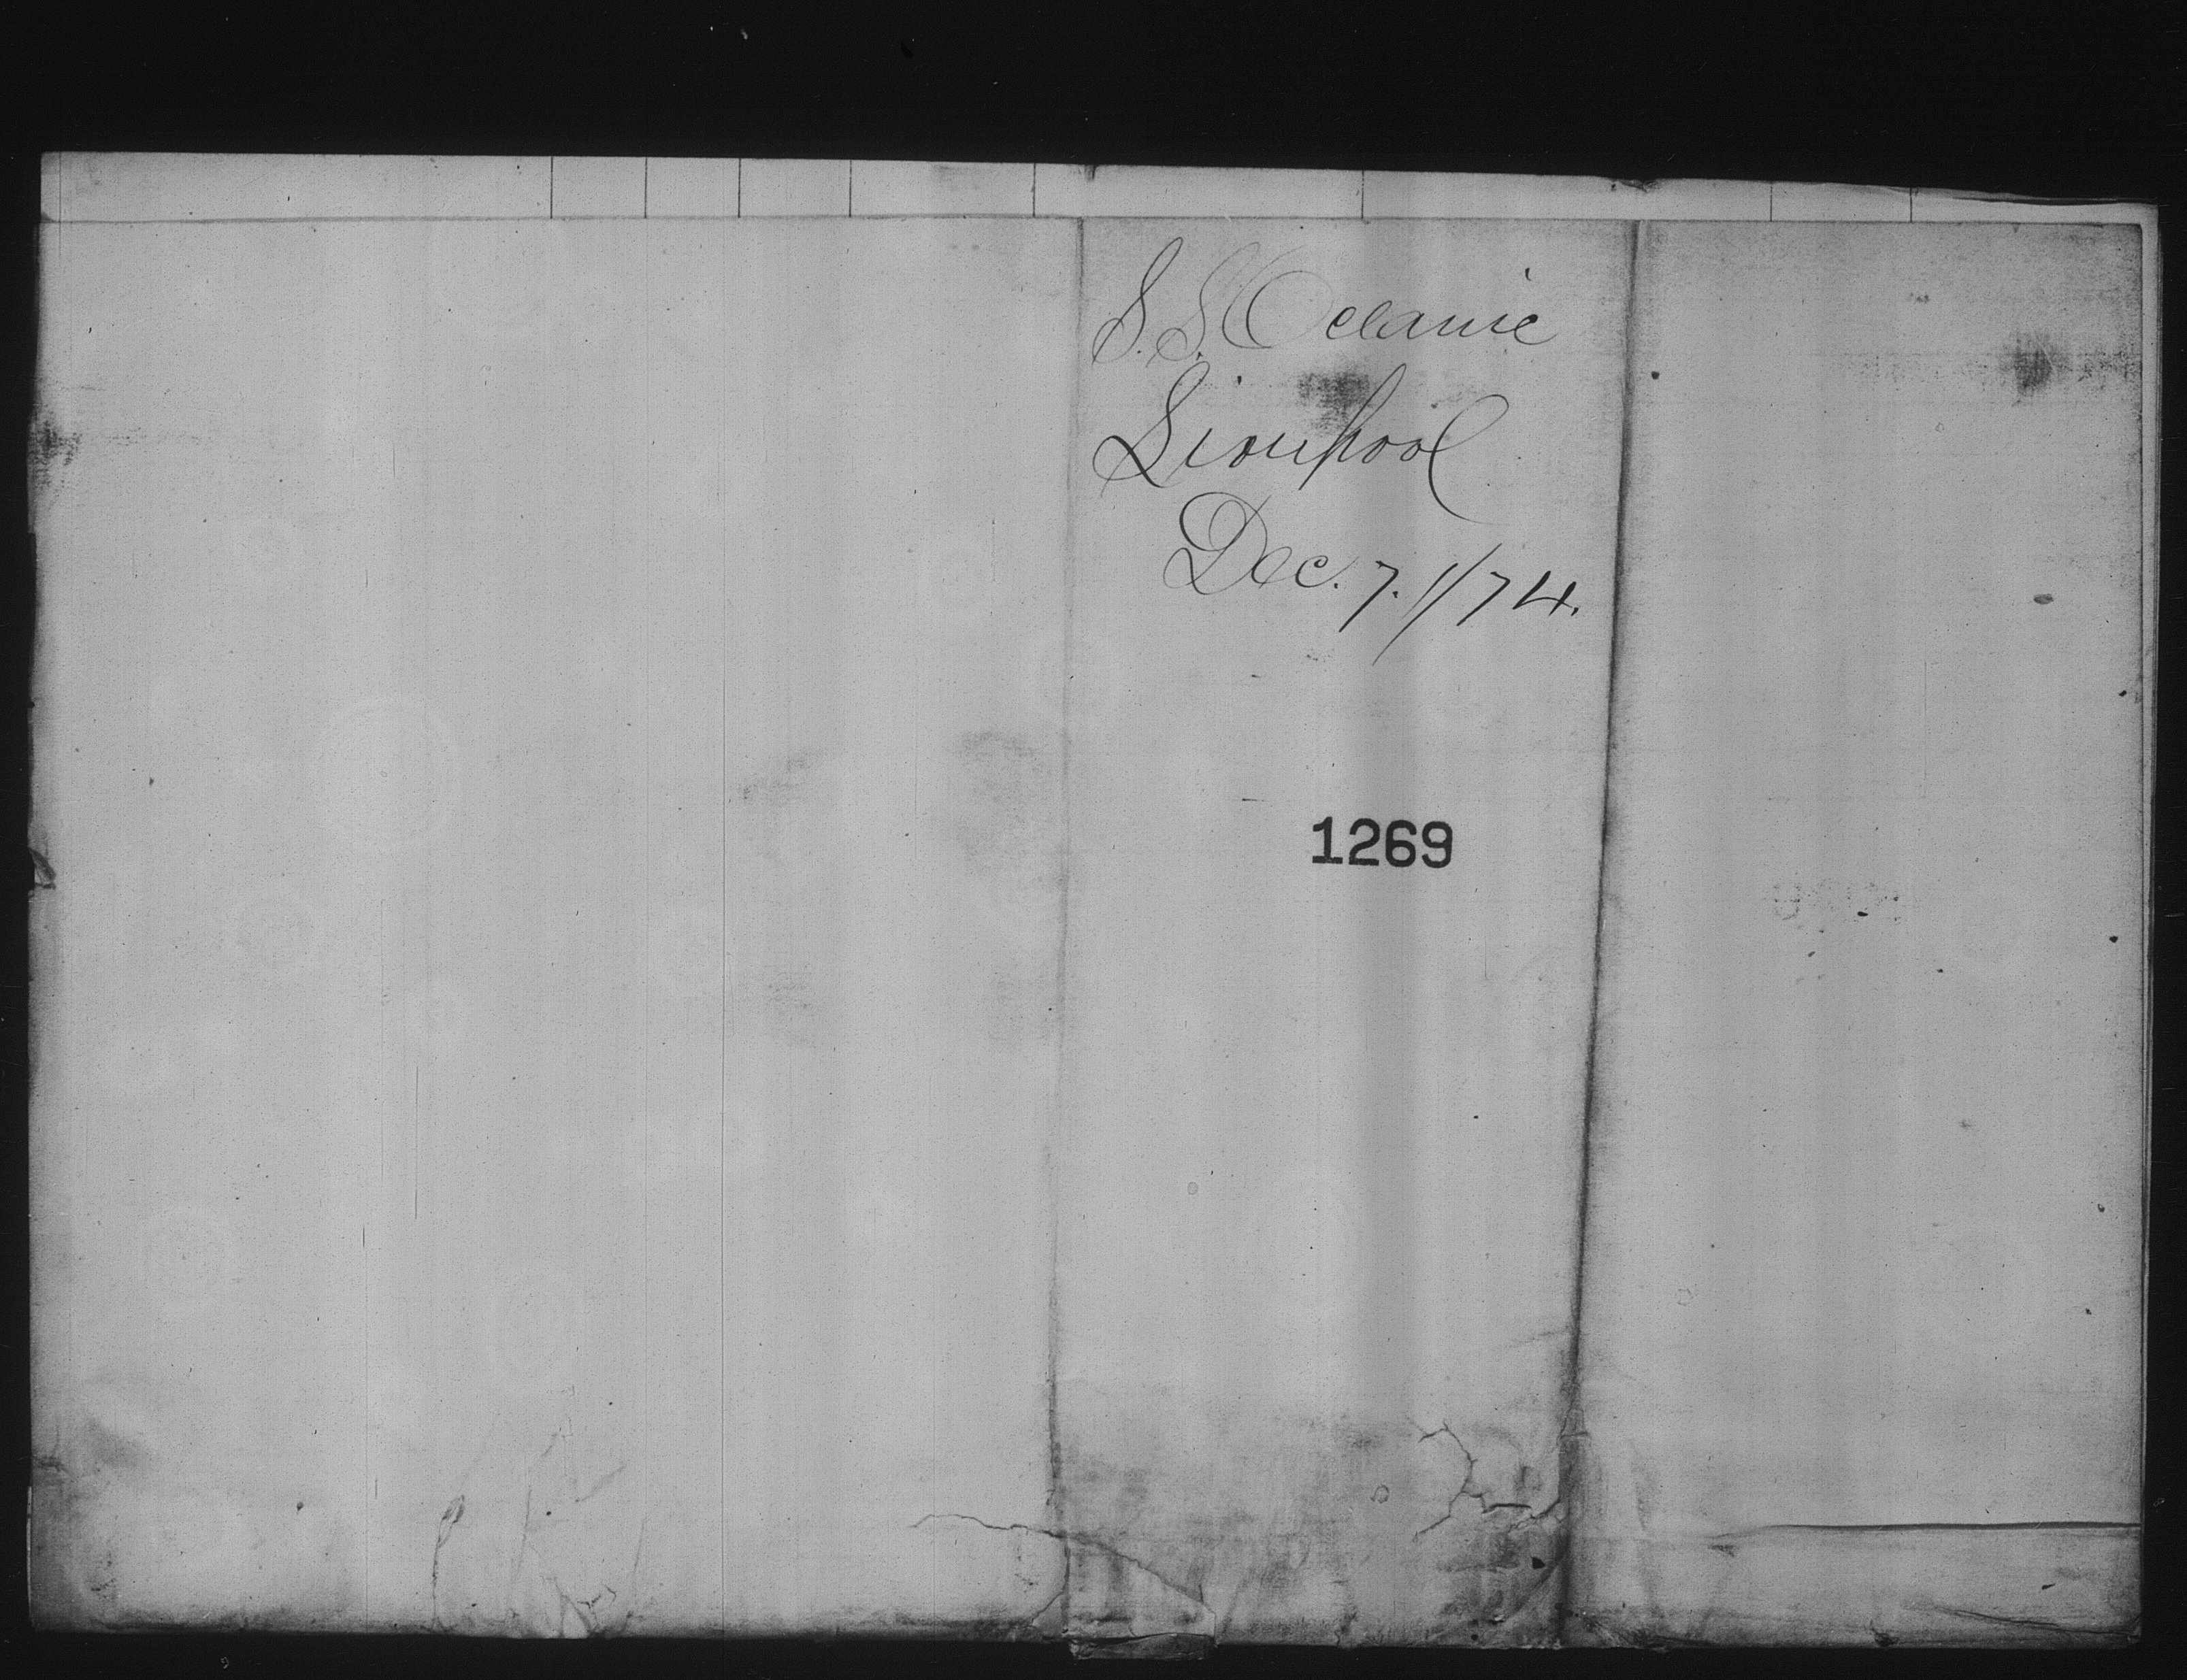 S.S. Oceanic
Liverpool
Dec. 7. /74.
1269